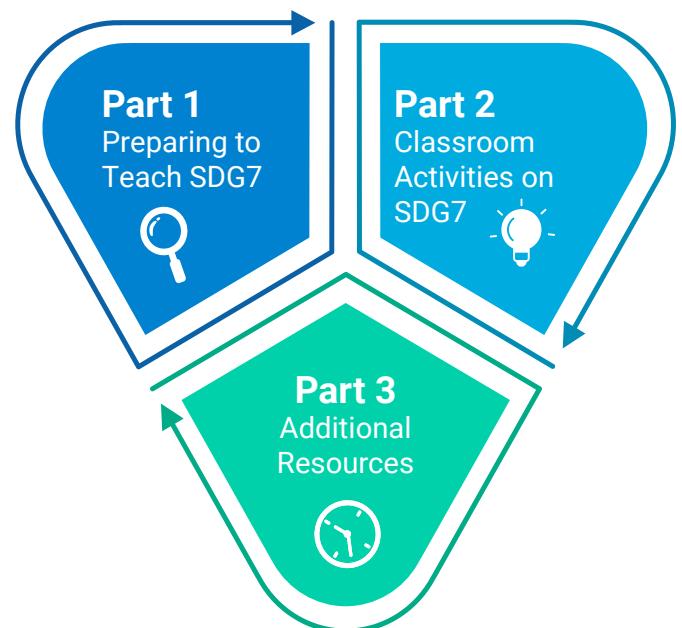 Part 1
Preparing to
Teach SDG7
Part 2
Classroom
Activities on
SDG7
Part 3
Additional
Resources